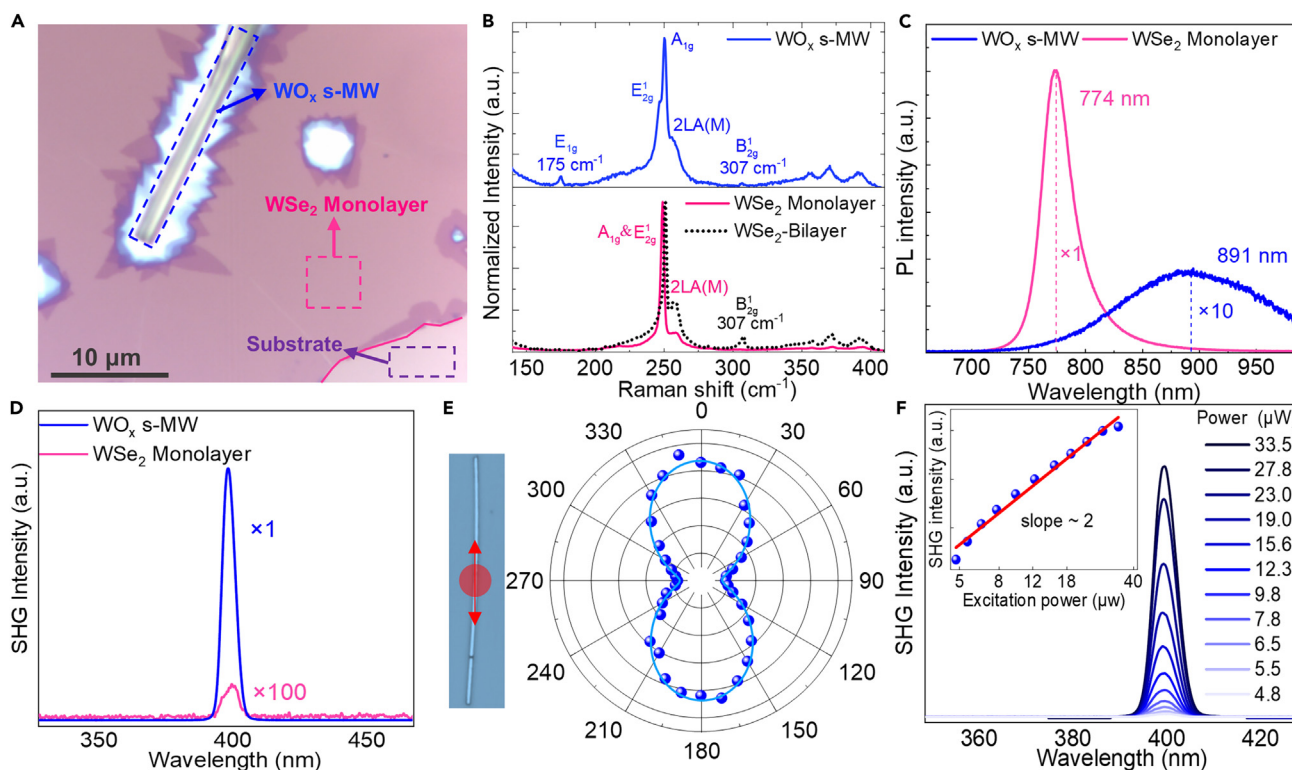 A
WOₓ s-MW
WSe₂ Monolayer
Substrate
10 μm
B
WOₓ s-MW
A₁g
E¹₂g
2LA(M)
E₁g
175 cm⁻¹
B¹₂g
307 cm⁻¹
WSe₂ Monolayer
WSe₂-Bilayer
A₁g&E¹₂g
2LA(M)
B¹₂g
307 cm⁻¹
Normalized Intensity (a.u.)
150 200 250 300 350 400
Raman shift (cm⁻¹)
C
WOₓ s-MW WSe₂ Monolayer
774 nm
×1
891 nm
×10
PL intensity (a.u.)
700 750 800 850 900 950
Wavelength (nm)
D
WOₓ s-MW
WSe₂ Monolayer
×1
×100
SHG Intensity (a.u.)
350 400 450
Wavelength (nm)
E
0
330 30
300 60
270 90
240 120
210 150
180
F
SHG intensity (a.u.)
slope ~ 2
5 8 12 18 40
Excitation power (μw)
Power (μW)
33.5
27.8
23.0
19.0
15.6
12.3
9.8
7.8
6.5
5.5
4.8
SHG Intensity (a.u.)
360 380 400 420
Wavelength (nm)